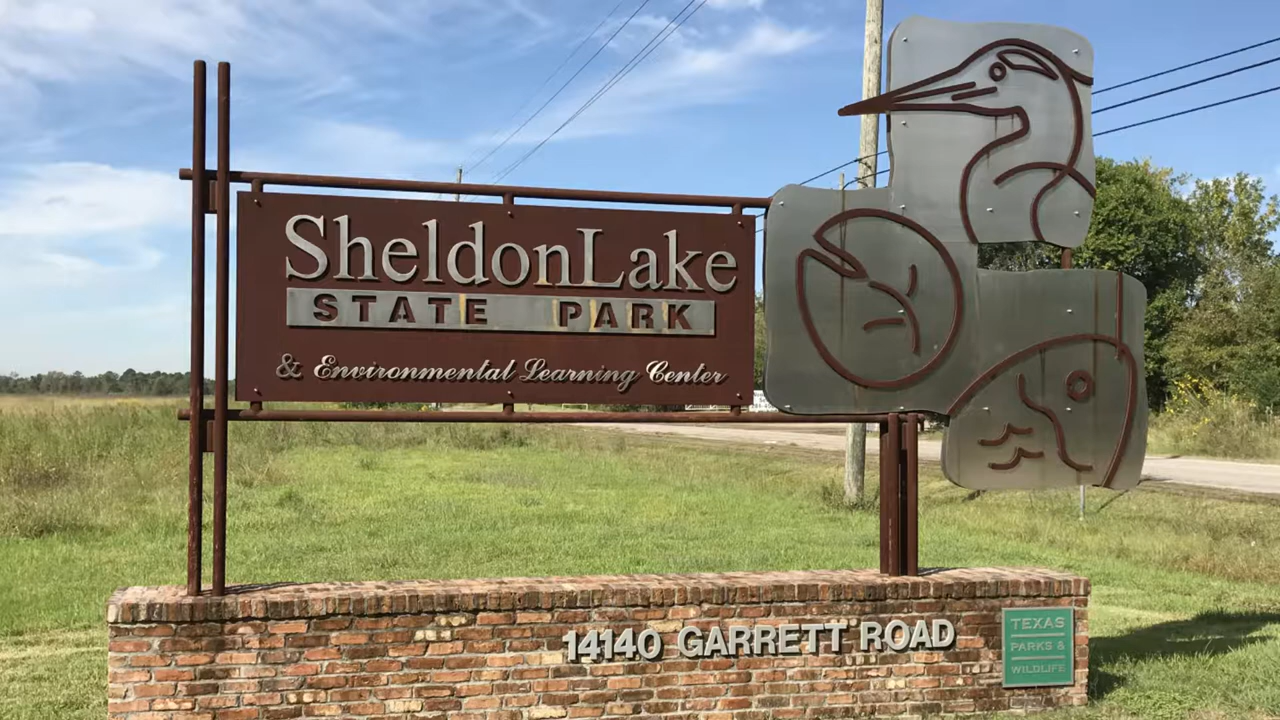 SheldonLake
STATE PARK
& Environmental Learning Center
14140 GARRETT ROAD
TEXAS
PARKS &
WILDLIFE